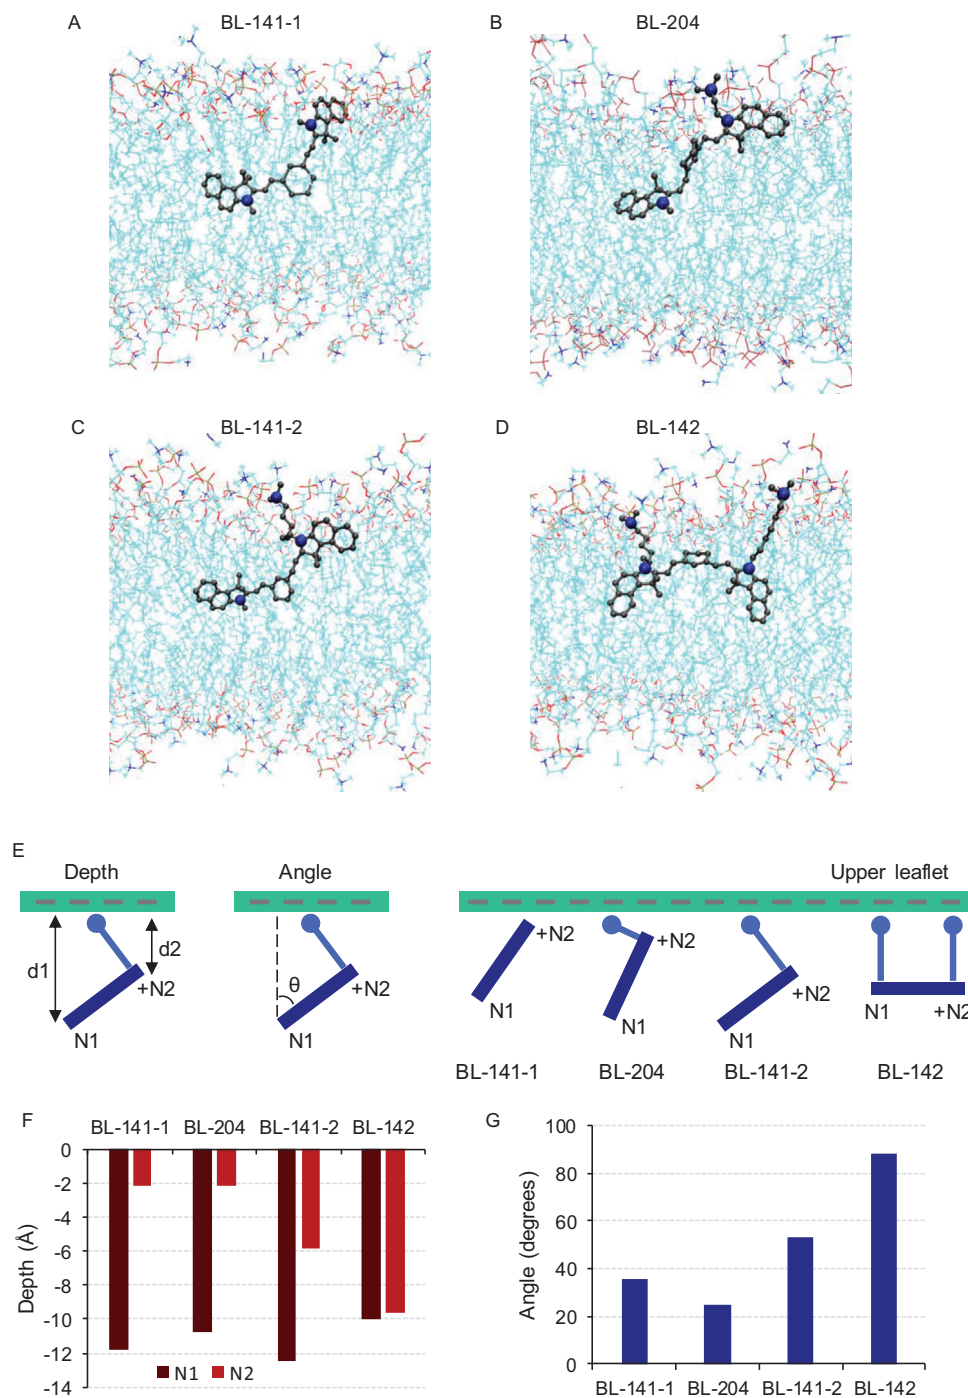 A BL-141-1
B BL-204
C BL-141-2
D BL-142
E
Depth
Angle
Upper leaflet
d1
d2
+N2
N1
θ
+N2
N1
+N2
N1
+N2
N1
+N2
N1
N1 +N2
BL-141-1 BL-204 BL-141-2 BL-142
F
BL-141-1 BL-204 BL-141-2 BL-142
0
-2
-4
-6
-8
-10
-12
-14
Depth (Å)
N1 N2
G
100
80
60
40
20
0
Angle (degrees)
BL-141-1 BL-204 BL-141-2 BL-142